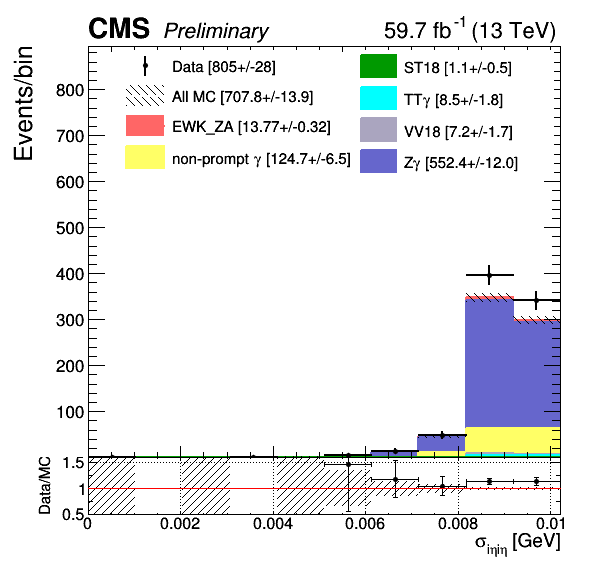 CMS Preliminary 59.7 fb⁻¹ (13 TeV)
Events/bin
Data [805+/-28]
All MC [707.8+/-13.9]
EWK_ZA [13.77+/-0.32]
non-prompt γ [124.7+/-6.5]
ST18 [1.1+/-0.5]
TTγ [8.5+/-1.8]
VV18 [7.2+/-1.7]
Zγ [552.4+/-12.0]
800
700
600
500
400
300
200
100
Data/MC
1.5
1
0.5
0 0.002 0.004 0.006 0.008 0.01
σiηiη [GeV]